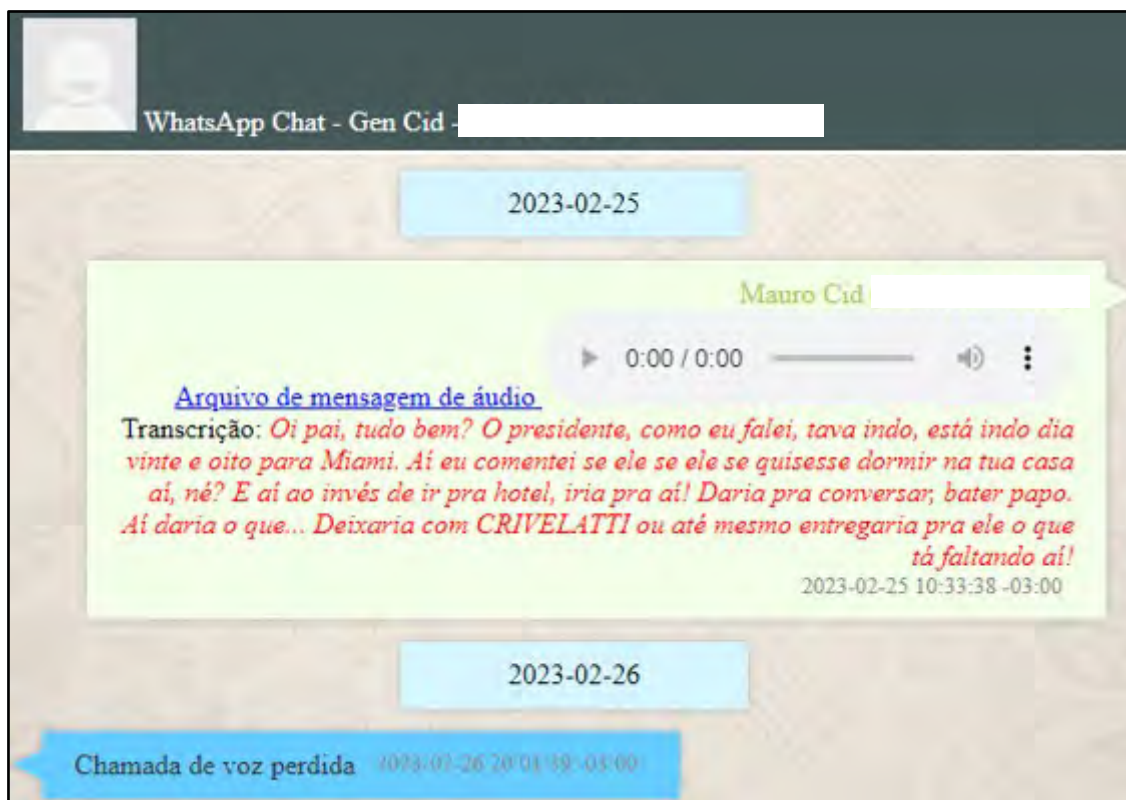 WhatsApp Chat - Gen Cid -
2023-02-25
Mauro Cid
0:00 / 0:00
Arquivo de mensagem de áudio
Transcrição: Oi pai, tudo bem? O presidente, como eu falei, tava indo, está indo dia
vinte e oito para Miami. Aí eu comentei se ele se ele se quisesse dormir na tua casa
aí, né? E aí ao invés de ir pra hotel, iria pra aí! Daria pra conversar, bater papo.
Aí daria o que... Deixaria com CRIVELATTI ou até mesmo entregaria pra ele o que
tá faltando aí!
2023-02-25 10:33:38 -03:00
2023-02-26
Chamada de voz perdida